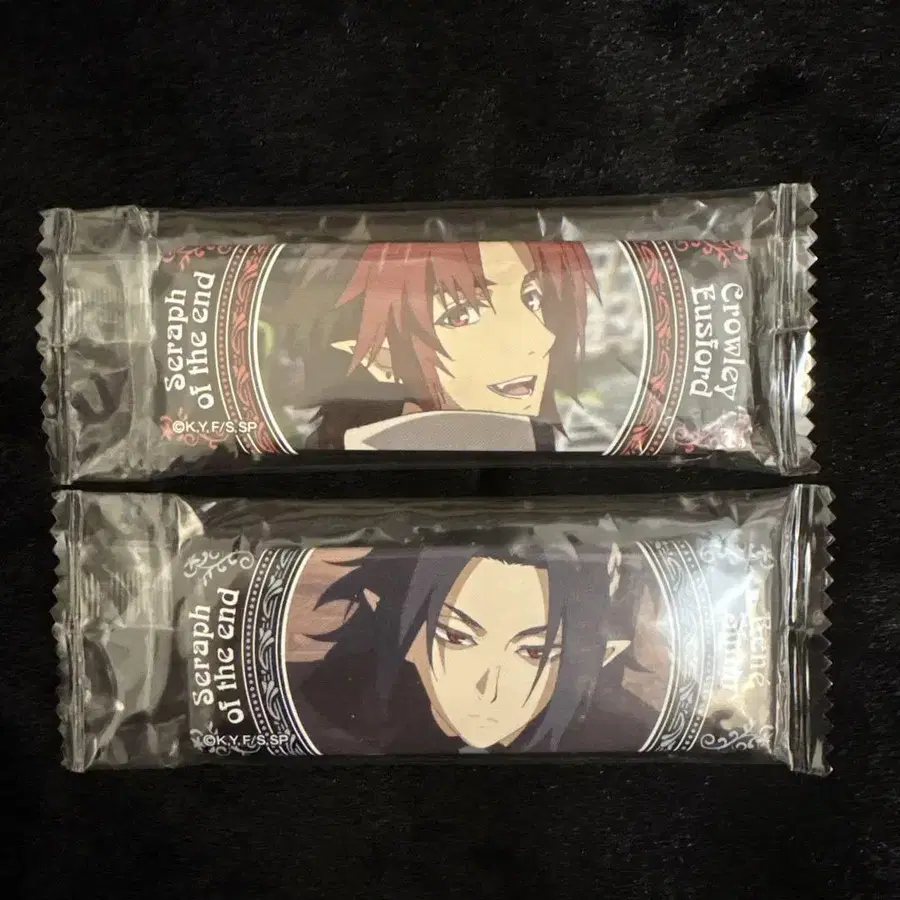 Seraph
of the end
Crowley
Eusford
©K.Y.F/S.SP
Seraph
of the end
©K.Y.F/S.SP